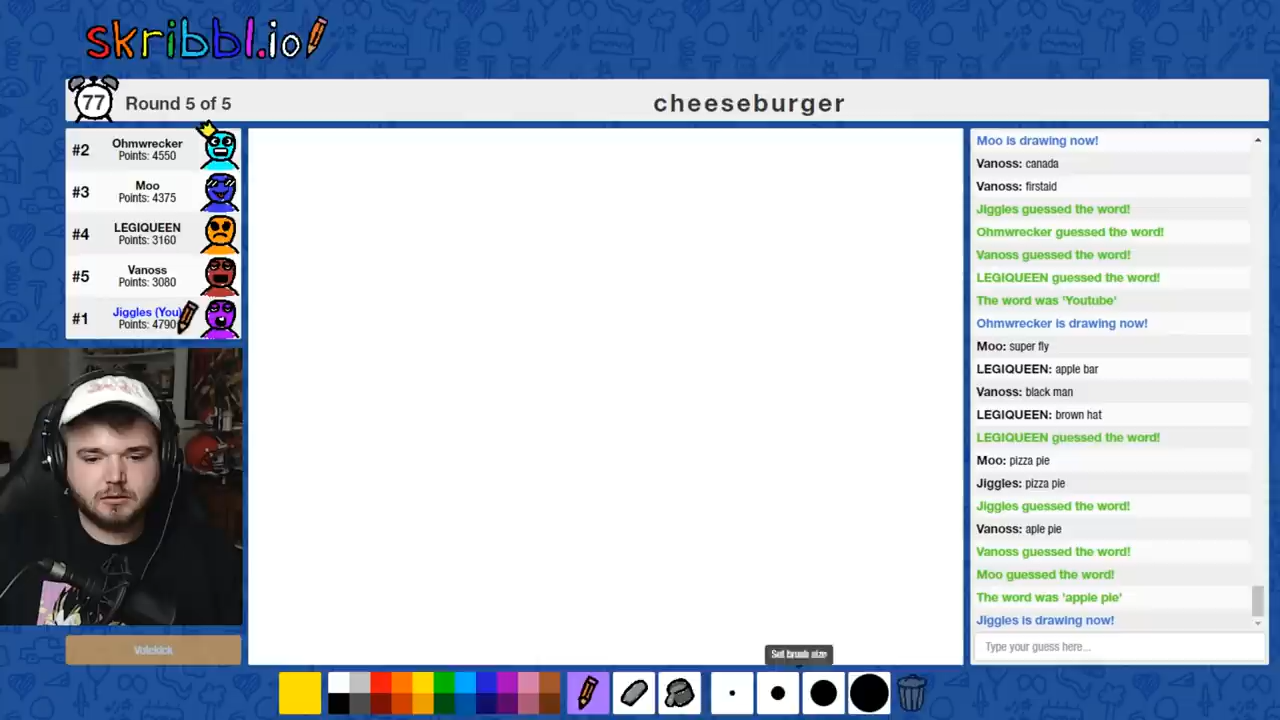 skribbl.io
77
Round 5 of 5
cheeseburger
#2
Ohmwrecker
Points: 4550
#3
Moo
Points: 4375
#4
LEGIQUEEN
Points: 3160
#5
Vanoss
Points: 3080
#1
Jiggles (You)
Points: 4790
Votekick
Moo is drawing now!
Vanoss: canada
Vanoss: firstaid
Jiggles guessed the word!
Ohmwrecker guessed the word!
Vanoss guessed the word!
LEGIQUEEN guessed the word!
The word was 'Youtube'
Ohmwrecker is drawing now!
Moo: super fly
LEGIQUEEN: apple bar
Vanoss: black man
LEGIQUEEN: brown hat
LEGIQUEEN guessed the word!
Moo: pizza pie
Jiggles: pizza pie
Jiggles guessed the word!
Vanoss: aple pie
Vanoss guessed the word!
Moo guessed the word!
The word was 'apple pie'
Jiggles is drawing now!
Type your guess here...
Set brush size